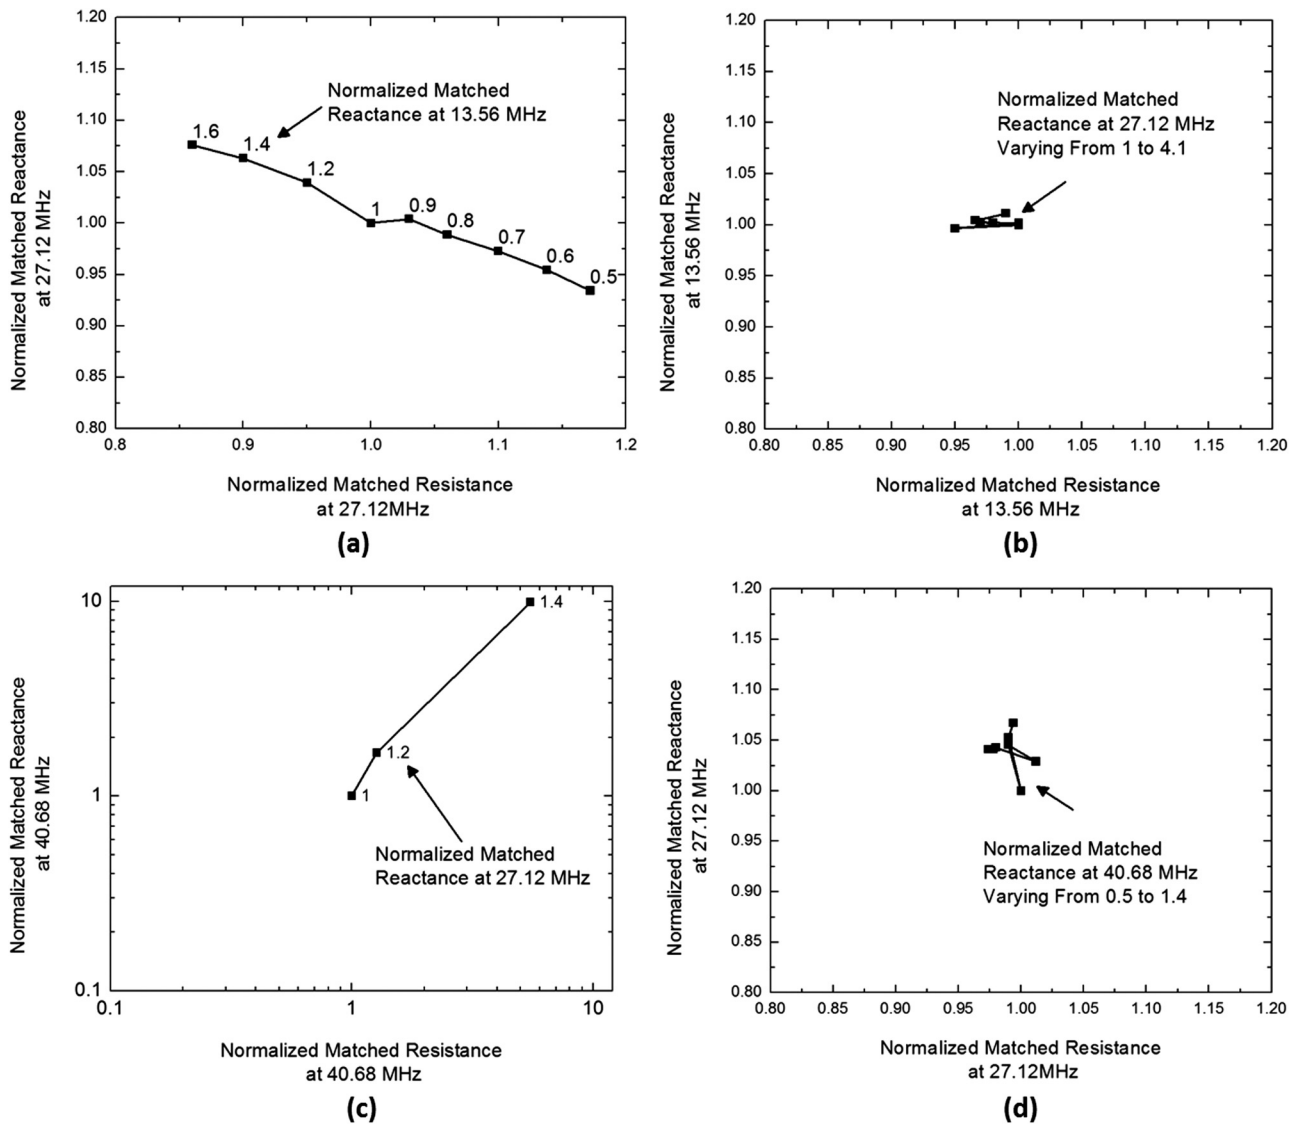 Normalized Matched Reactance
at 27.12 MHz
1.20
1.15
1.10
1.05
1.00
0.95
0.90
0.85
0.80
Normalized Matched
Reactance at 13.56 MHz
1.6
1.4
1.2
1
0.9
0.8
0.7
0.6
0.5
0.8
0.9
1.0
1.1
1.2
Normalized Matched Resistance
at 27.12MHz
(a)
Normalized Matched Reactance
at 13.56 MHz
1.20
1.15
1.10
1.05
1.00
0.95
0.90
0.85
0.80
Normalized Matched
Reactance at 27.12 MHz
Varying From 1 to 4.1
0.80
0.85
0.90
0.95
1.00
1.05
1.10
1.15
1.20
Normalized Matched Resistance
at 13.56 MHz
(b)
Normalized Matched Reactance
at 40.68 MHz
10
1
0.1
1.4
1.2
1
Normalized Matched
Reactance at 27.12 MHz
0.1
1
10
Normalized Matched Resistance
at 40.68 MHz
(c)
Normalized Matched Reactance
at 27.12 MHz
1.20
1.15
1.10
1.05
1.00
0.95
0.90
0.85
0.80
Normalized Matched
Reactance at 40.68 MHz
Varying From 0.5 to 1.4
0.80
0.85
0.90
0.95
1.00
1.05
1.10
1.15
1.20
Normalized Matched Resistance
at 27.12MHz
(d)